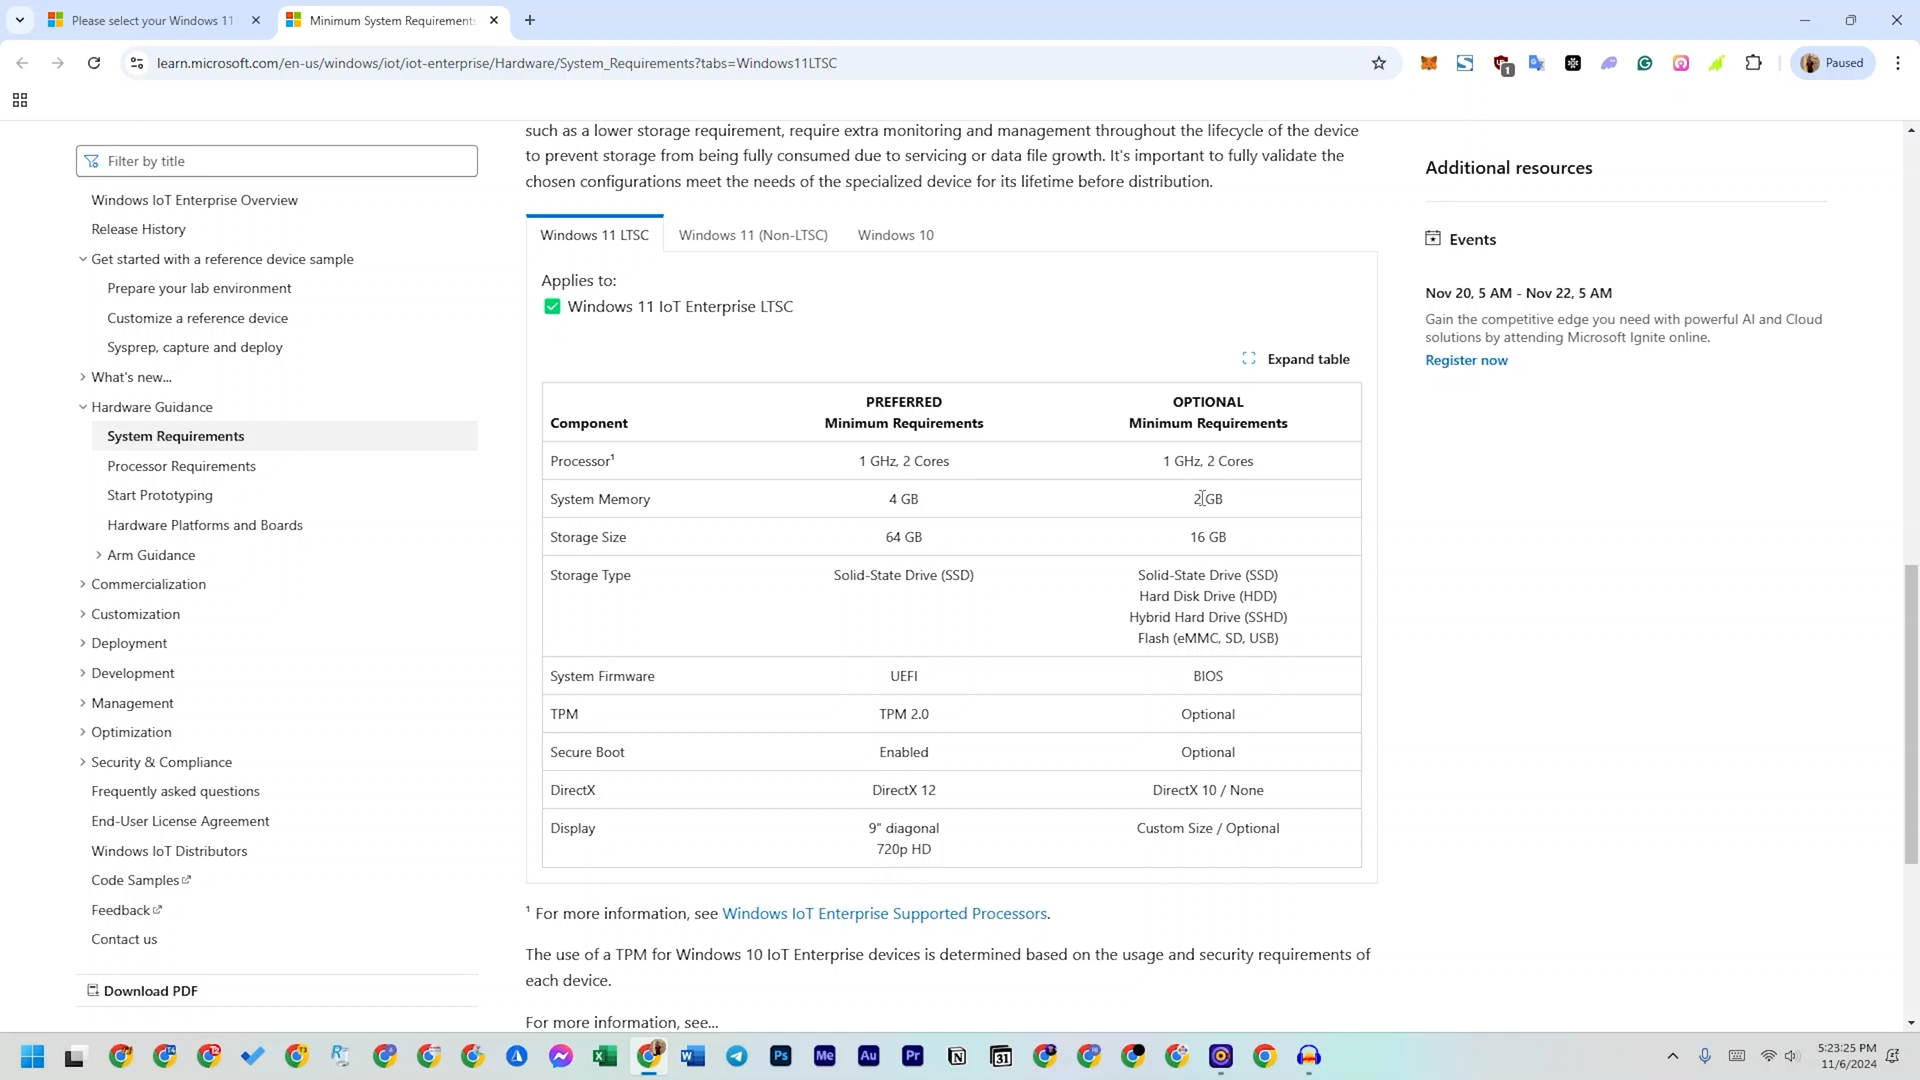 Please select your Windows 11
Minimum System Requirements
learn.microsoft.com/en-us/windows/iot/iot-enterprise/Hardware/System_Requirements?tabs=Windows11LTSC
1
Paused
Filter by title
Windows IoT Enterprise Overview
Release History
Get started with a reference device sample
Prepare your lab environment
Customize a reference device
Sysprep, capture and deploy
What's new...
Hardware Guidance
System Requirements
Processor Requirements
Start Prototyping
Hardware Platforms and Boards
Arm Guidance
Commercialization
Customization
Deployment
Development
Management
Optimization
Security & Compliance
Frequently asked questions
End-User License Agreement
Windows IoT Distributors
Code Samples
Feedback
Contact us
Download PDF
such as a lower storage requirement, require extra monitoring and management throughout the lifecycle of the device
to prevent storage from being fully consumed due to servicing or data file growth. It's important to fully validate the
chosen configurations meet the needs of the specialized device for its lifetime before distribution.
Windows 11 LTSC Windows 11 (Non-LTSC) Windows 10
Applies to:
Windows 11 IoT Enterprise LTSC
Expand table
PREFERRED OPTIONAL
Component Minimum Requirements Minimum Requirements
Processor¹ 1 GHz, 2 Cores 1 GHz, 2 Cores
System Memory 4 GB 2 GB
Storage Size 64 GB 16 GB
Storage Type Solid-State Drive (SSD) Solid-State Drive (SSD)
Hard Disk Drive (HDD)
Hybrid Hard Drive (SSHD)
Flash (eMMC, SD, USB)
System Firmware UEFI BIOS
TPM TPM 2.0 Optional
Secure Boot Enabled Optional
DirectX DirectX 12 DirectX 10 / None
Display 9" diagonal Custom Size / Optional
720p HD
¹ For more information, see Windows IoT Enterprise Supported Processors.
The use of a TPM for Windows 10 IoT Enterprise devices is determined based on the usage and security requirements of
each device.
For more information, see...
Additional resources
Events
Nov 20, 5 AM - Nov 22, 5 AM
Gain the competitive edge you need with powerful AI and Cloud
solutions by attending Microsoft Ignite online.
Register now
Ps
Me
Au
Pr
31
5:23:25 PM
11/6/2024